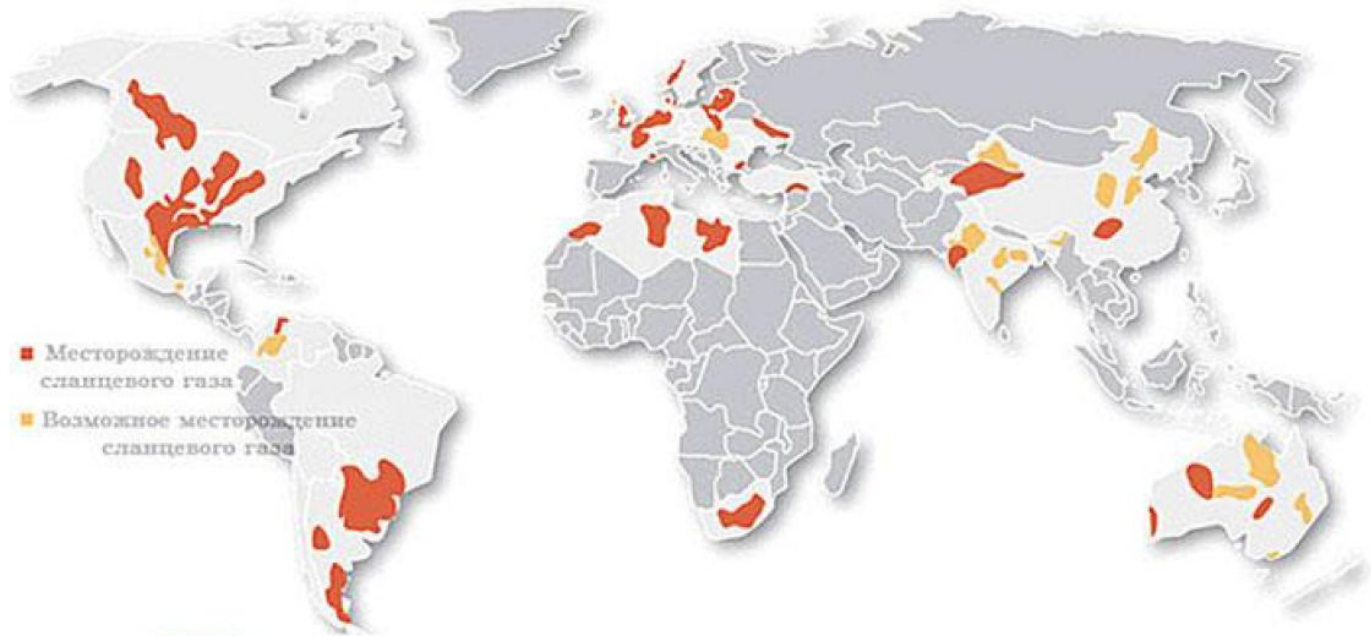 Месторождение
сланцевого газа
Возможное месторождение
сланцевого газа